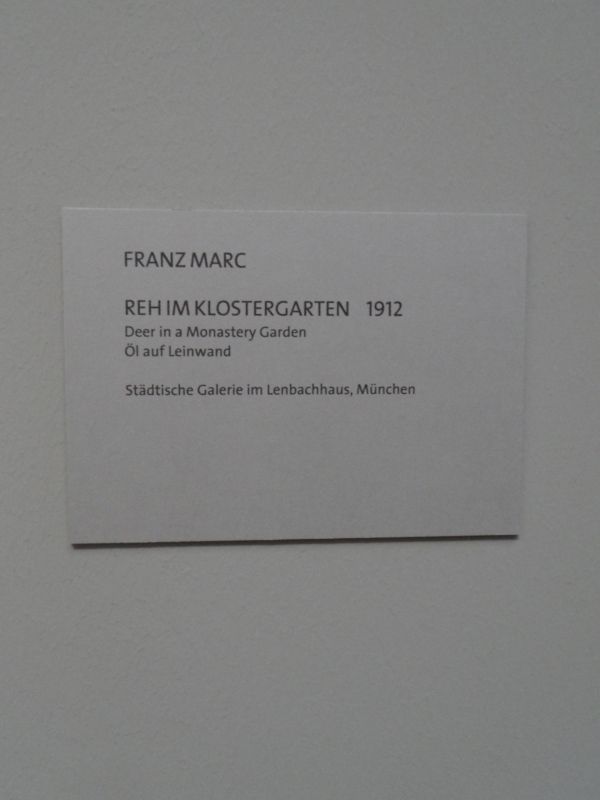 FRANZ MARC
REH IM KLOSTERGARTEN 1912
Deer in a Monastery Garden
Öl auf Leinwand
Städtische Galerie im Lenbachhaus, München